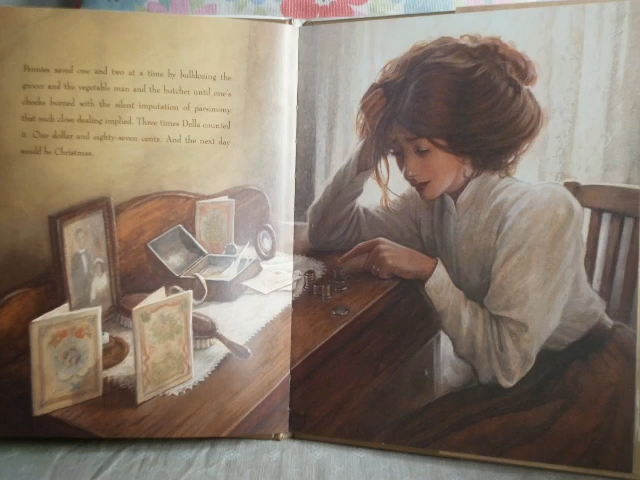 Pennies saved one and two at a time by bulldozing the
grocer and the vegetable man and the butcher until one's
cheeks burned with the silent imputation of parsimony
that such close dealing implied. Three times Della counted
it. One dollar and eighty-seven cents. And the next day
would be Christmas.